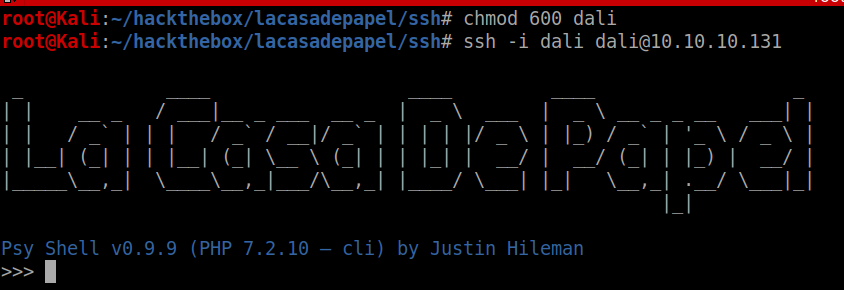 root@Kali:~/hackthebox/lacasadepapel/ssh# chmod 600 dali
root@Kali:~/hackthebox/lacasadepapel/ssh# ssh -i dali dali@10.10.10.131
La Casa De Papel
Psy Shell v0.9.9 (PHP 7.2.10 — cli) by Justin Hileman
>>>